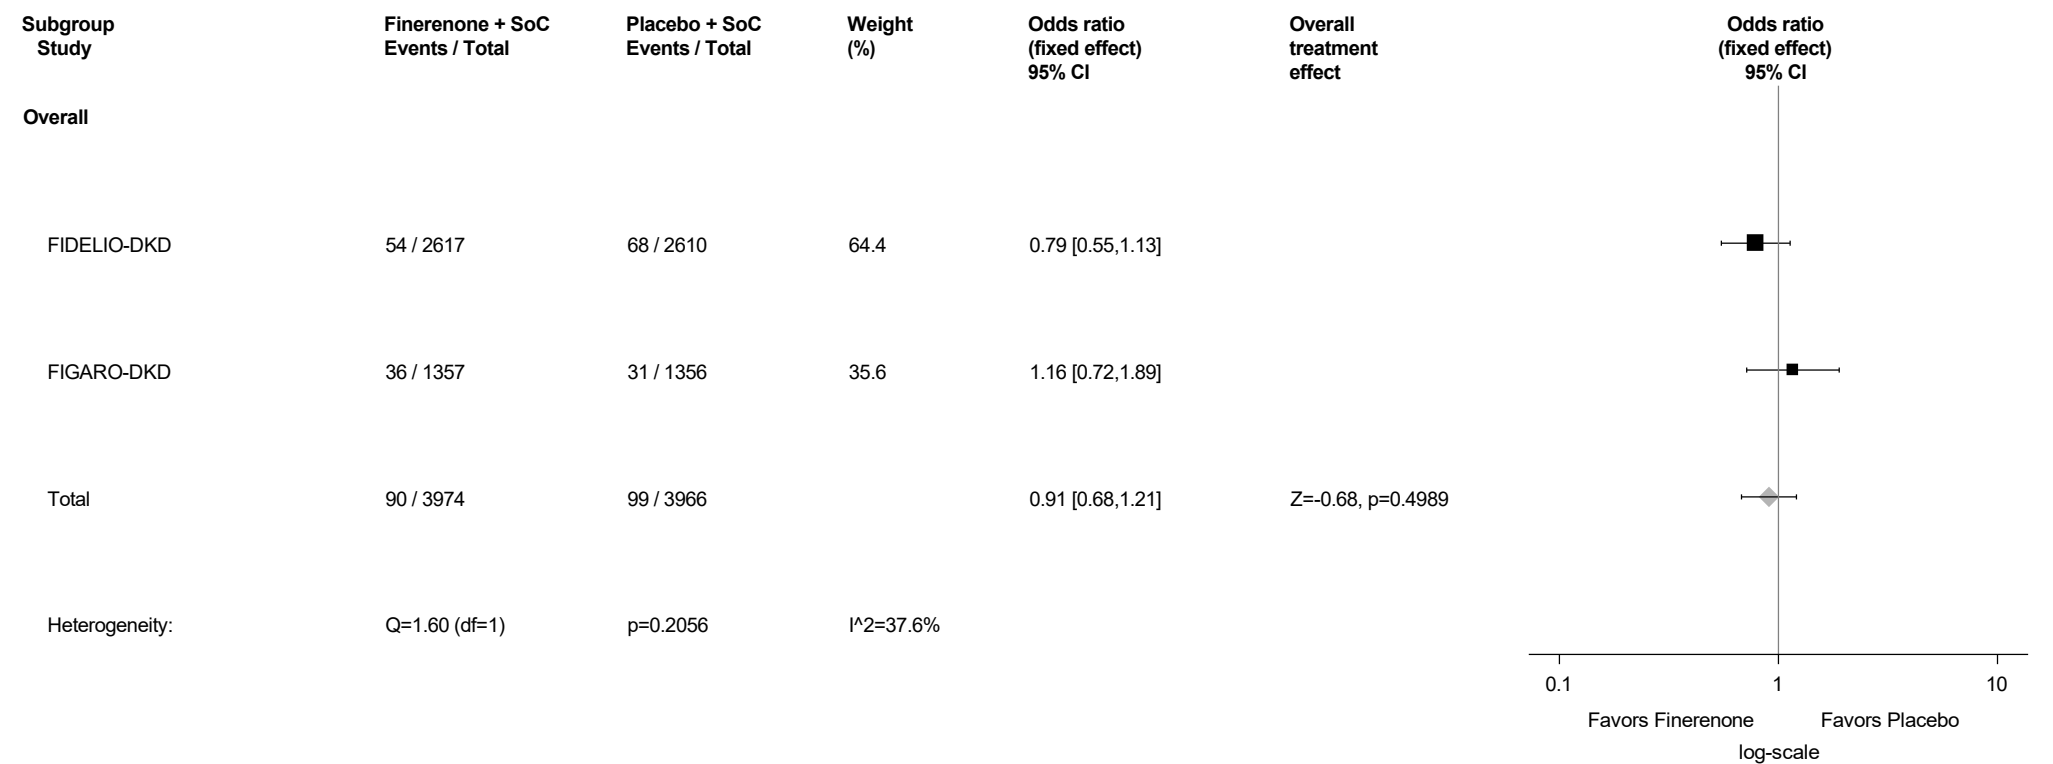 Subgroup Finerenone + SoC Placebo + SoC Weight Odds ratio Overall Odds ratio
Study Events / Total Events / Total (%) (fixed effect) treatment (fixed effect)
95% CI effect 95% CI
Overall
FIDELIO-DKD 54 / 2617 68 / 2610 64.4 0.79 [0.55,1.13]
FIGARO-DKD 36 / 1357 31 / 1356 35.6 1.16 [0.72,1.89]
Total 90 / 3974 99 / 3966 0.91 [0.68,1.21] Z=-0.68, p=0.4989
Heterogeneity: Q=1.60 (df=1) p=0.2056 I^2=37.6%
0.1 1 10
Favors Finerenone Favors Placebo
log-scale